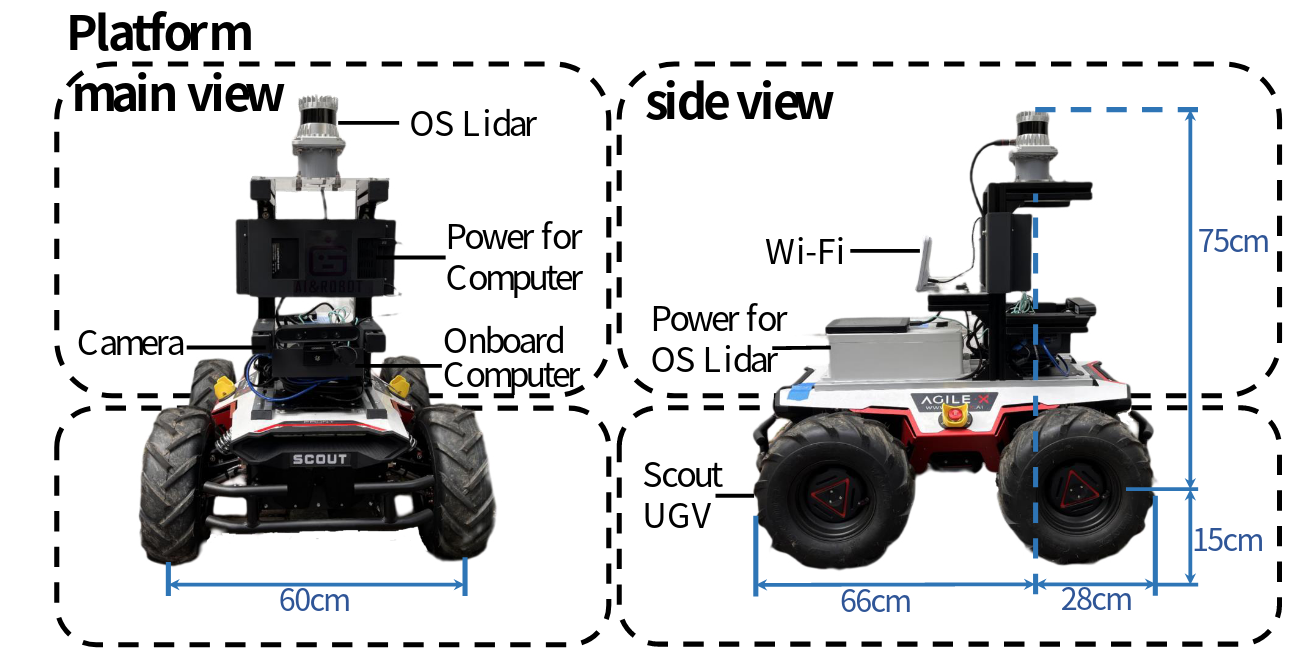 Platform
main view
OS Lidar
Power for
Computer
AI&ROBOT
Camera
Onboard
Computer
SCOUT
60cm
side view
75cm
Wi-Fi
Power for
OS Lidar
AGILE X
Scout
UGV
15cm
66cm
28cm